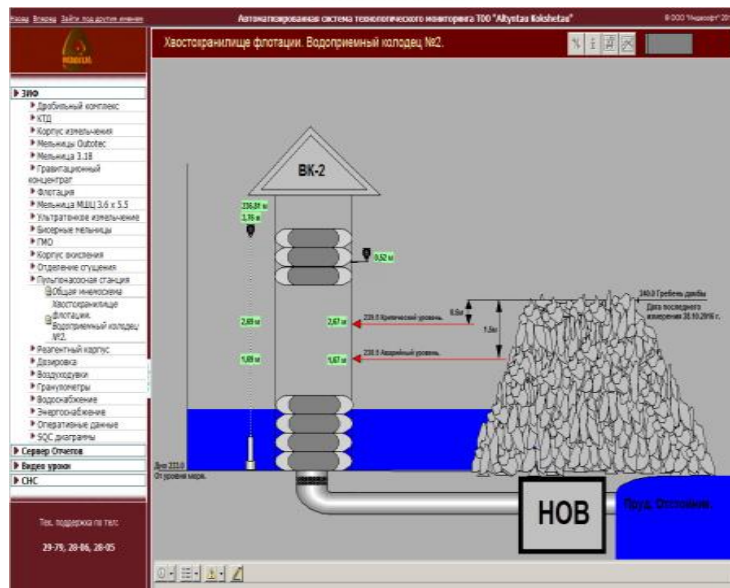 Назад Вперед Зайти под другим именем
Автоматизированная система технологического мониторинга ТОО "Altyntau Kokshetau"
Хвостохранилище флотации. Водоприемный колодец №2.
ЗИФ
Дробильный комплекс
КТД
Корпус измельчения
Мельницы Outotec
Мельница 3.18
Гравитационный
концентрат
Флотация
Мельница МШЦ 3.6 x 5.5
Ультратонкое измельчение
Бисерные мельницы
ГМО
Корпус окисления
Отделение сгущения
Пульпонасосная станция
Общая мнемосхема
Хвостохранилище
флотации.
Водоприемный колодец
№2.
Реагентный корпус
Дозировка
Воздуходувки
Гранулометры
Водоснабжение
Энергоснабжение
Оперативные данные
SQC диаграммы
Сервер Отчетов
Видео уроки
СНС
Тех. поддержка по тел:
29-79, 28-86, 28-05
ВК-2
236,81 м
3,76 м
0,52 м
240.0 Гребень дамбы
Дата последнего
измерения 28.10.2016 г.
0.5м
2,69 м
2,67 м
239.5 Критический уровень.
1.5м
1,69 м
1,67 м
238.5 Аварийный уровень.
Дно 233.0
От уровня моря.
НОВ
Пруд. Отстойник.